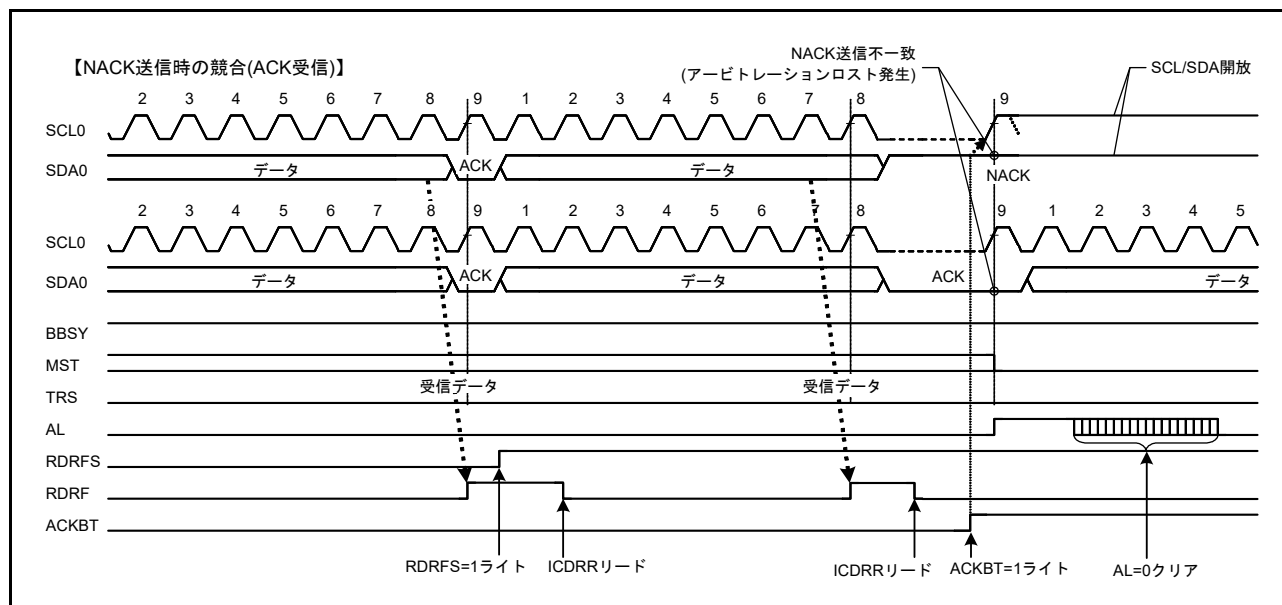 【NACK送信時の競合(ACK受信)】
NACK送信不一致
(アービトレーションロスト発生)
SCL/SDA開放
2 3 4 5 6 7 8 9 1 2 3 4 5 6 7 8 9
SCL0
SDA0 データ ACK データ NACK
2 3 4 5 6 7 8 9 1 2 3 4 5 6 7 8 9 1 2 3 4 5
SCL0
SDA0 データ ACK データ ACK データ
BBSY
MST
受信データ 受信データ
TRS
AL
RDRFS
RDRF
ACKBT
RDRFS=1ライト ICDRRリード ICDRRリード ACKBT=1ライト AL=0クリア